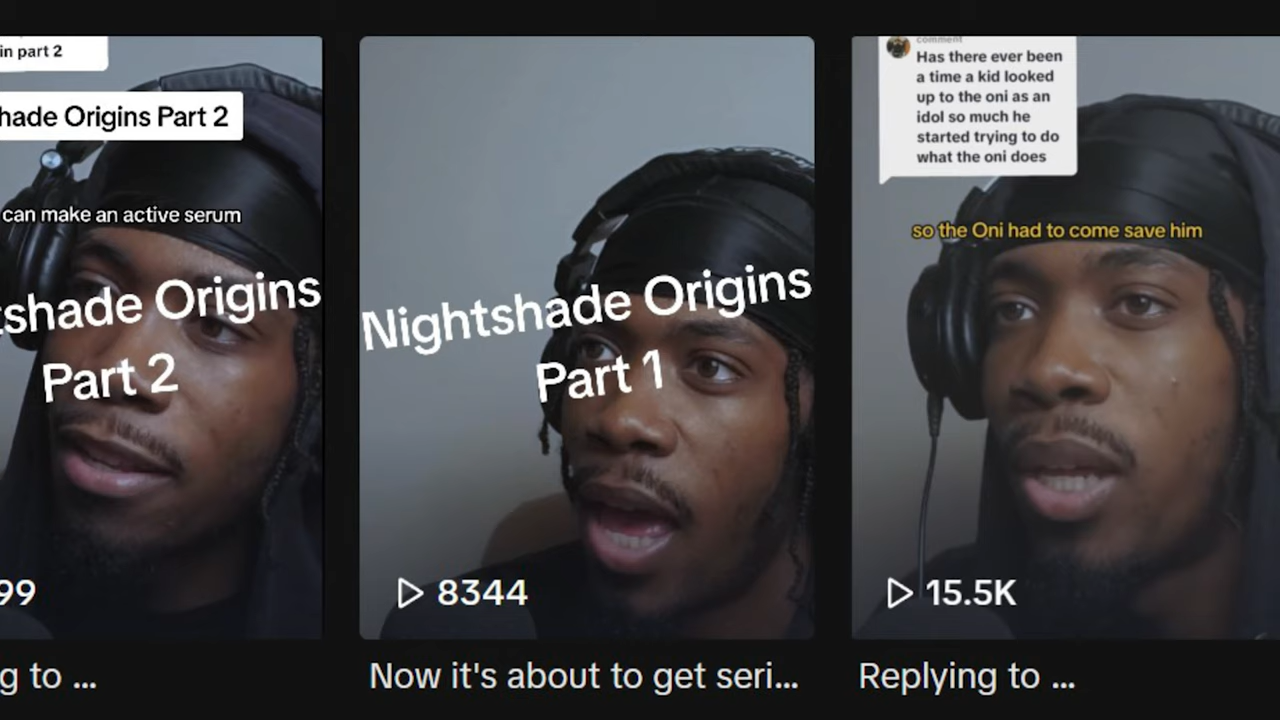 in part 2
hade Origins Part 2
can make an active serum
tshade Origins
Part 2
99
g to ...
Nightshade Origins
Part 1
8344
Now it's about to get seri...
comment
Has there ever been
a time a kid looked
up to the oni as an
idol so much he
started trying to do
what the oni does
so the Oni had to come save him
15.5K
Replying to ...